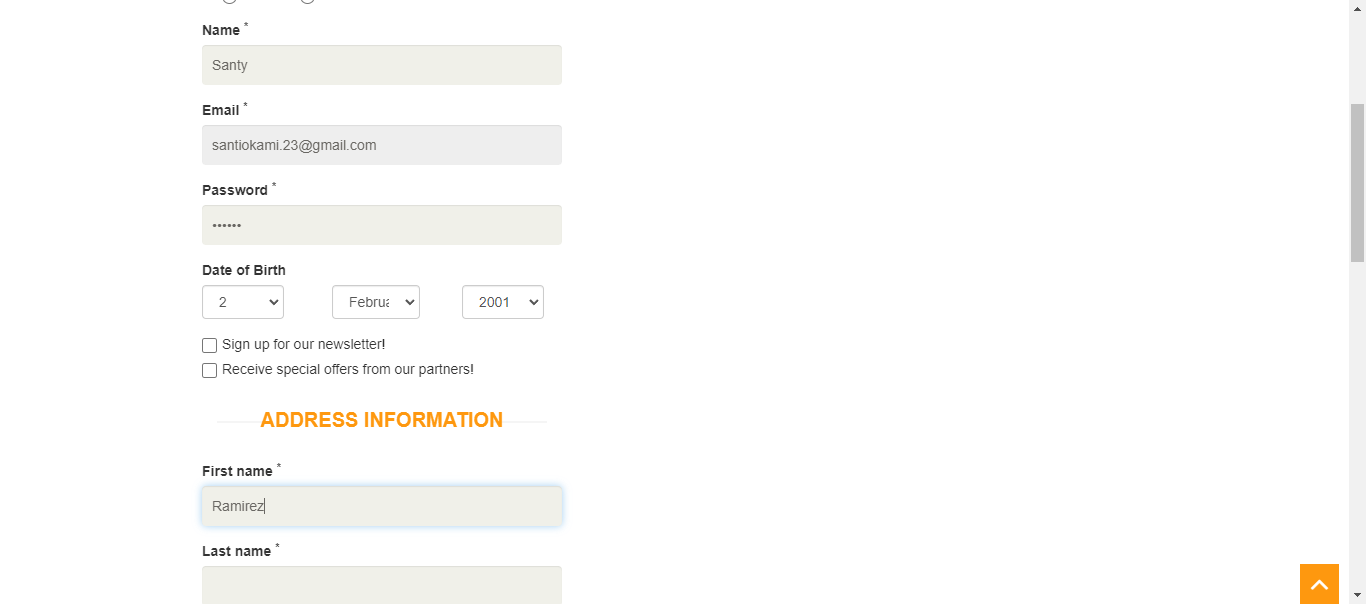 Name *
Santy
Email *
santiokami.23@gmail.com
Password *
••••••
Date of Birth
2 Februa 2001
Sign up for our newsletter!
Receive special offers from our partners!
ADDRESS INFORMATION
First name *
Ramirez
Last name *